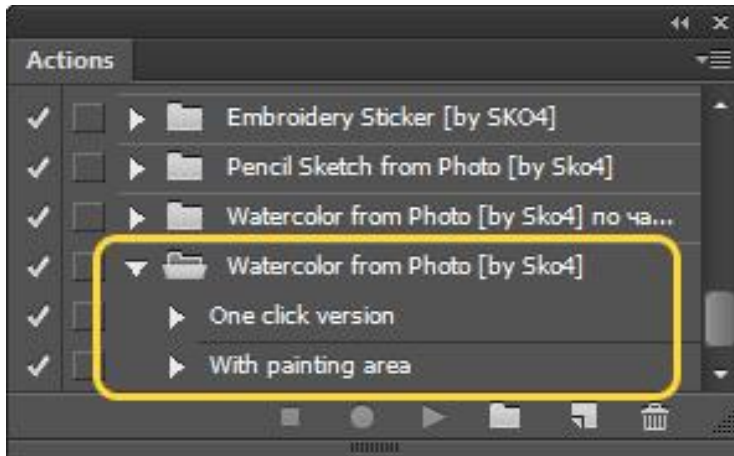 Actions
Embroidery Sticker [by SKO4]
Pencil Sketch from Photo [by Sko4]
Watercolor from Photo [by Sko4] по ча...
Watercolor from Photo [by Sko4]
One click version
With painting area